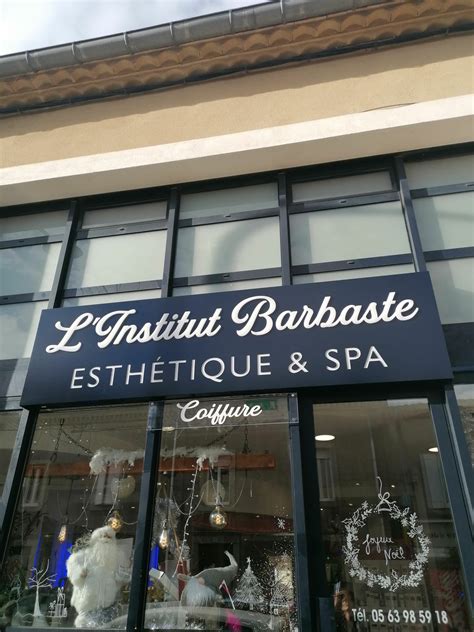 L'Institut Barbaste
ESTHÉTIQUE & SPA
Coiffure
Joyeux
Noël
Tél. 05 63 98 59 18